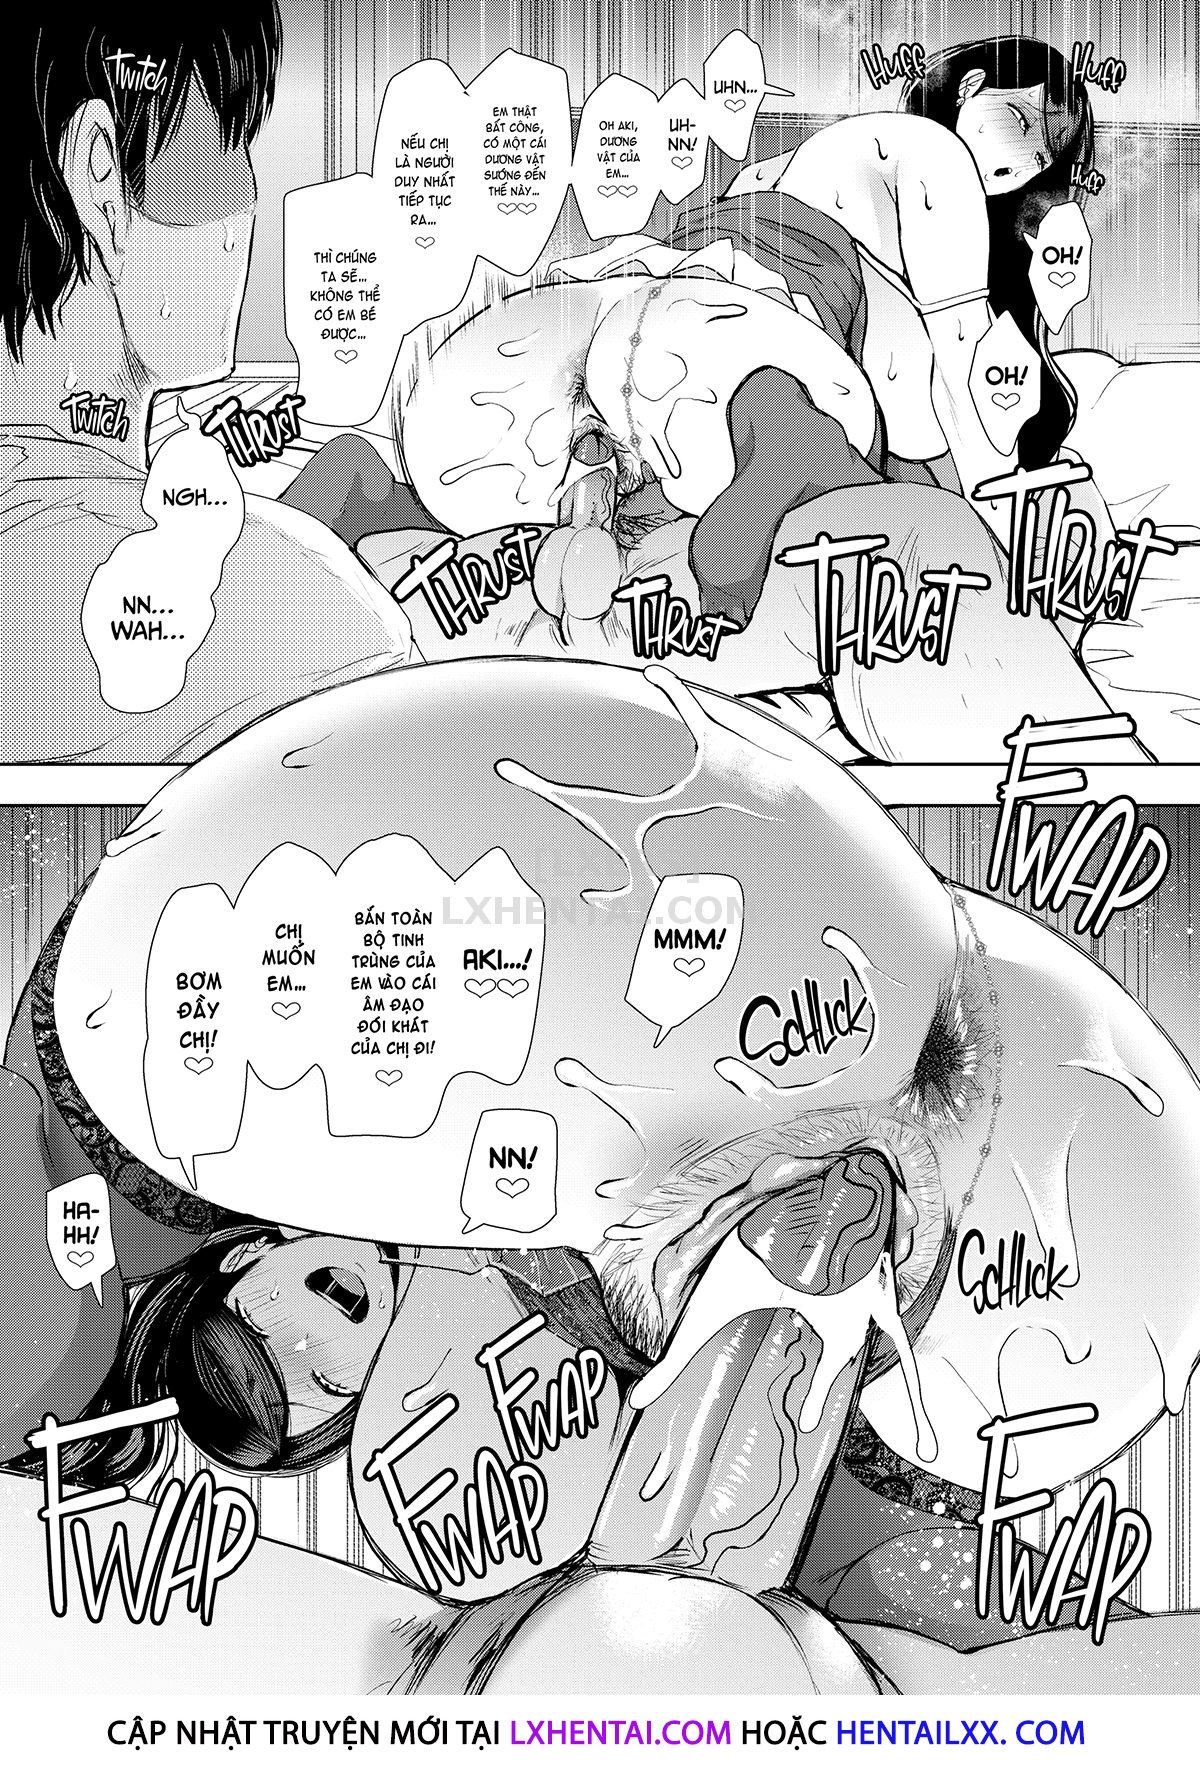 UHN...
UH-
NN!
OH AKI,
DƯƠNG
VẬT CỦA
EM...
EM THẬT
BẤT CÔNG,
CÓ MỘT CÁI
DƯƠNG VẬT
SƯỚNG ĐẾN
THẾ NÀY...
NẾU CHỊ
LÀ NGƯỜI
DUY NHẤT
TIẾP TỤC
RA...
THÌ CHÚNG
TA SẼ...
KHÔNG THỂ
CÓ EM BÉ
ĐƯỢC...
Huff
Huff
Huff
OH!
OH!
Twitch
Twitch
NGH...
NN...
WAH...
THRUST
THRUST
THRUST
THRUST
THRUST
FWAP
MMM!
AKI...!
BẮN TOÀN
BỘ TINH
TRÙNG CỦA
EM VÀO CÁI
ÂM ĐẠO
ĐÓI KHÁT
CỦA CHỊ ĐI!
CHỊ
MUỐN
EM...
BƠM
ĐẦY
CHỊ!
[LXHENTAI]
LXHENTAI.COM
SCHLICK
SCHLICK
NN!
HA-
HH!
FWAP
FWAP
FWAP
FWAP
CẬP NHẬT TRUYỆN MỚI TẠI LXHENTAI.COM HOẶC HENTAILXX. COM